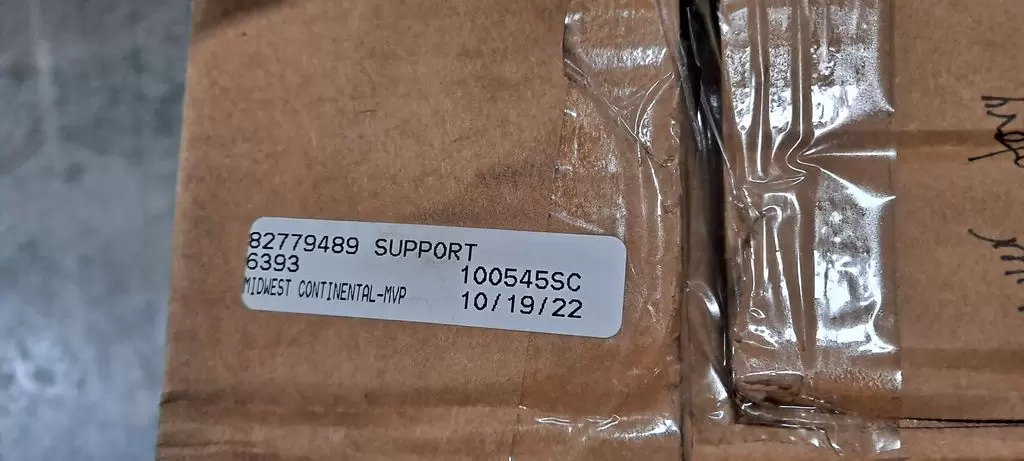 82779489 SUPPORT
6393 100545SC
MIDWEST CONTINENTAL-MVP 10/19/22